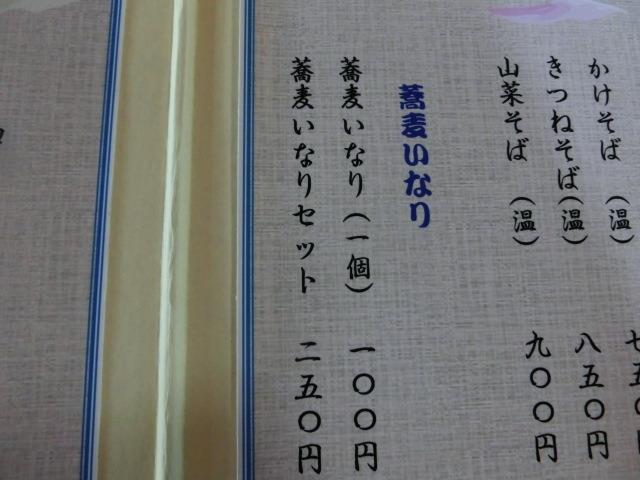 かけそば（温）
きつねそば（温） 八五〇円
山菜そば（温） 九〇〇円
蕎麦いなり
蕎麦いなり（一個） 一〇〇円
蕎麦いなりセット 二五〇円